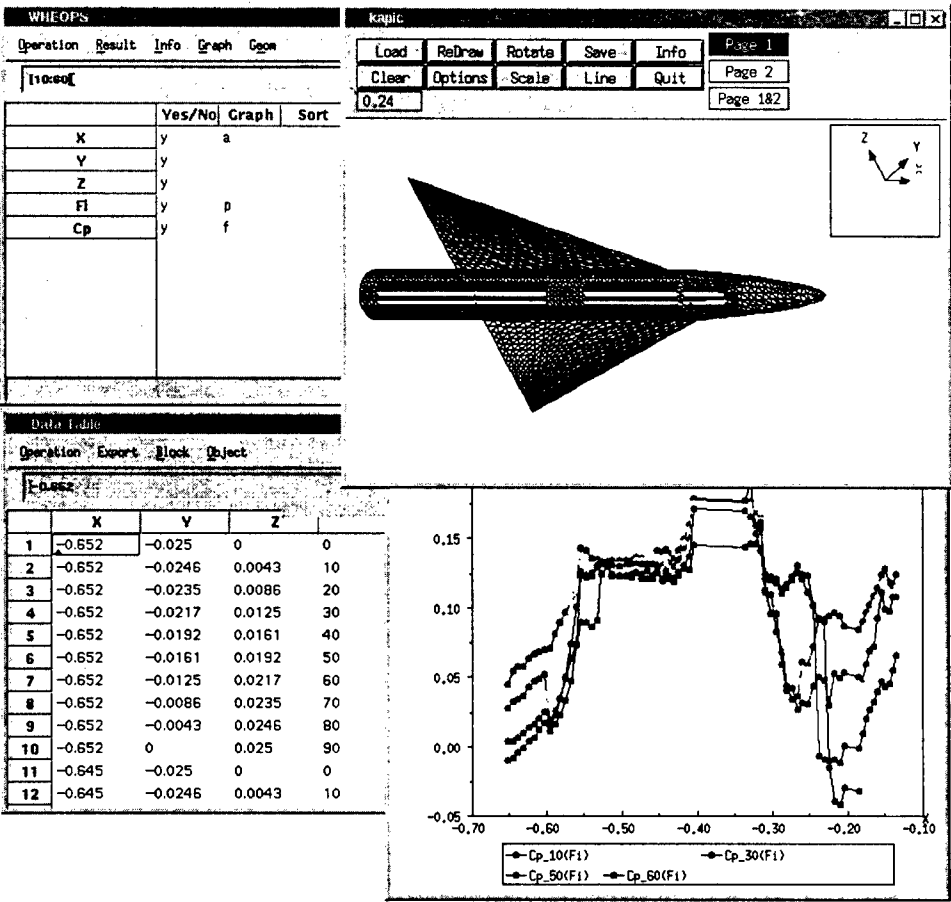 WHEOPS
Operation Result Info Graph Geom
[10:60[
Yes/No Graph Sort
X y a
Y y
Z y
Fi y p
Cp y f
kapic
Load ReDraw Rotate Save Info
Clear Options Scale Line Quit
0.24
Page 1
Page 2
Page 1&2
Z
Y
X
Data Table
Operation Export Block Object
-0.652
X Y Z
1 -0.652 -0.025 0 0
2 -0.652 -0.0246 0.0043 10
3 -0.652 -0.0235 0.0086 20
4 -0.652 -0.0217 0.0125 30
5 -0.652 -0.0192 0.0161 40
6 -0.652 -0.0161 0.0192 50
7 -0.652 -0.0125 0.0217 60
8 -0.652 -0.0086 0.0235 70
9 -0.652 -0.0043 0.0246 80
10 -0.652 0 0.025 90
11 -0.645 -0.025 0 0
12 -0.645 -0.0246 0.0043 10
0,15
0,10
0,05
0,00
-0,05
-0,70 -0,60 -0,50 -0,40 -0,30 -0,20 -0,10
X
Cp_10(Fi) Cp_30(Fi)
Cp_50(Fi) Cp_60(Fi)